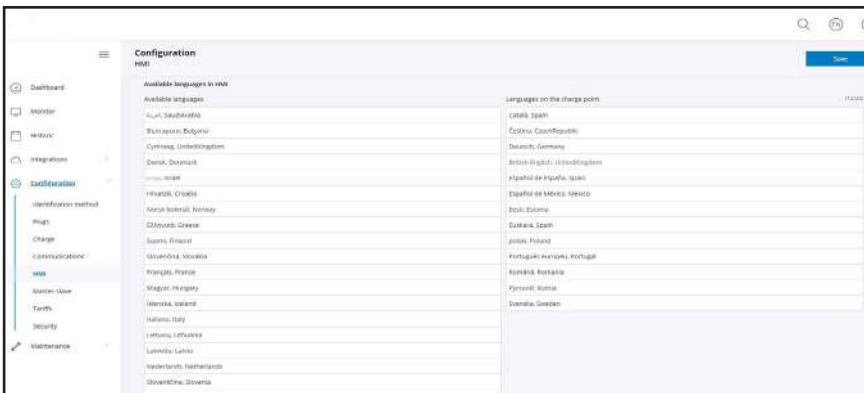 EN
Configuration
HMI
Save
Dashboard
Monitor
Historic
Integrations
Configuration
Identification method
Plugs
Charge
Communications
HMI
Master-Slave
Tariffs
Security
Maintenance
Available languages in HMI
Available languages
SaudiArabia
Bulgaria
Cymraeg, UnitedKingdom
Dansk, Denmark
Israel
Hrvatski, Croatia
Norsk bokmål, Norway
Ελληνικά, Greece
Suomi, Finland
Slovenčina, Slovakia
Français, France
Magyar, Hungary
Íslenska, Iceland
Italiano, Italy
Lietuvių, Lithuania
Latviešu, Latvia
Nederlands, Netherlands
Slovenščina, Slovenia
Languages on the charge point
Català, Spain
Čeština, CzechRepublic
Deutsch, Germany
British English, UnitedKingdom
Español de España, Spain
Español de México, Mexico
Eesti, Estonia
Euskara, Spain
polski, Poland
Português europeu, Portugal
Română, Romania
Русский, Russia
Svenska, Sweden